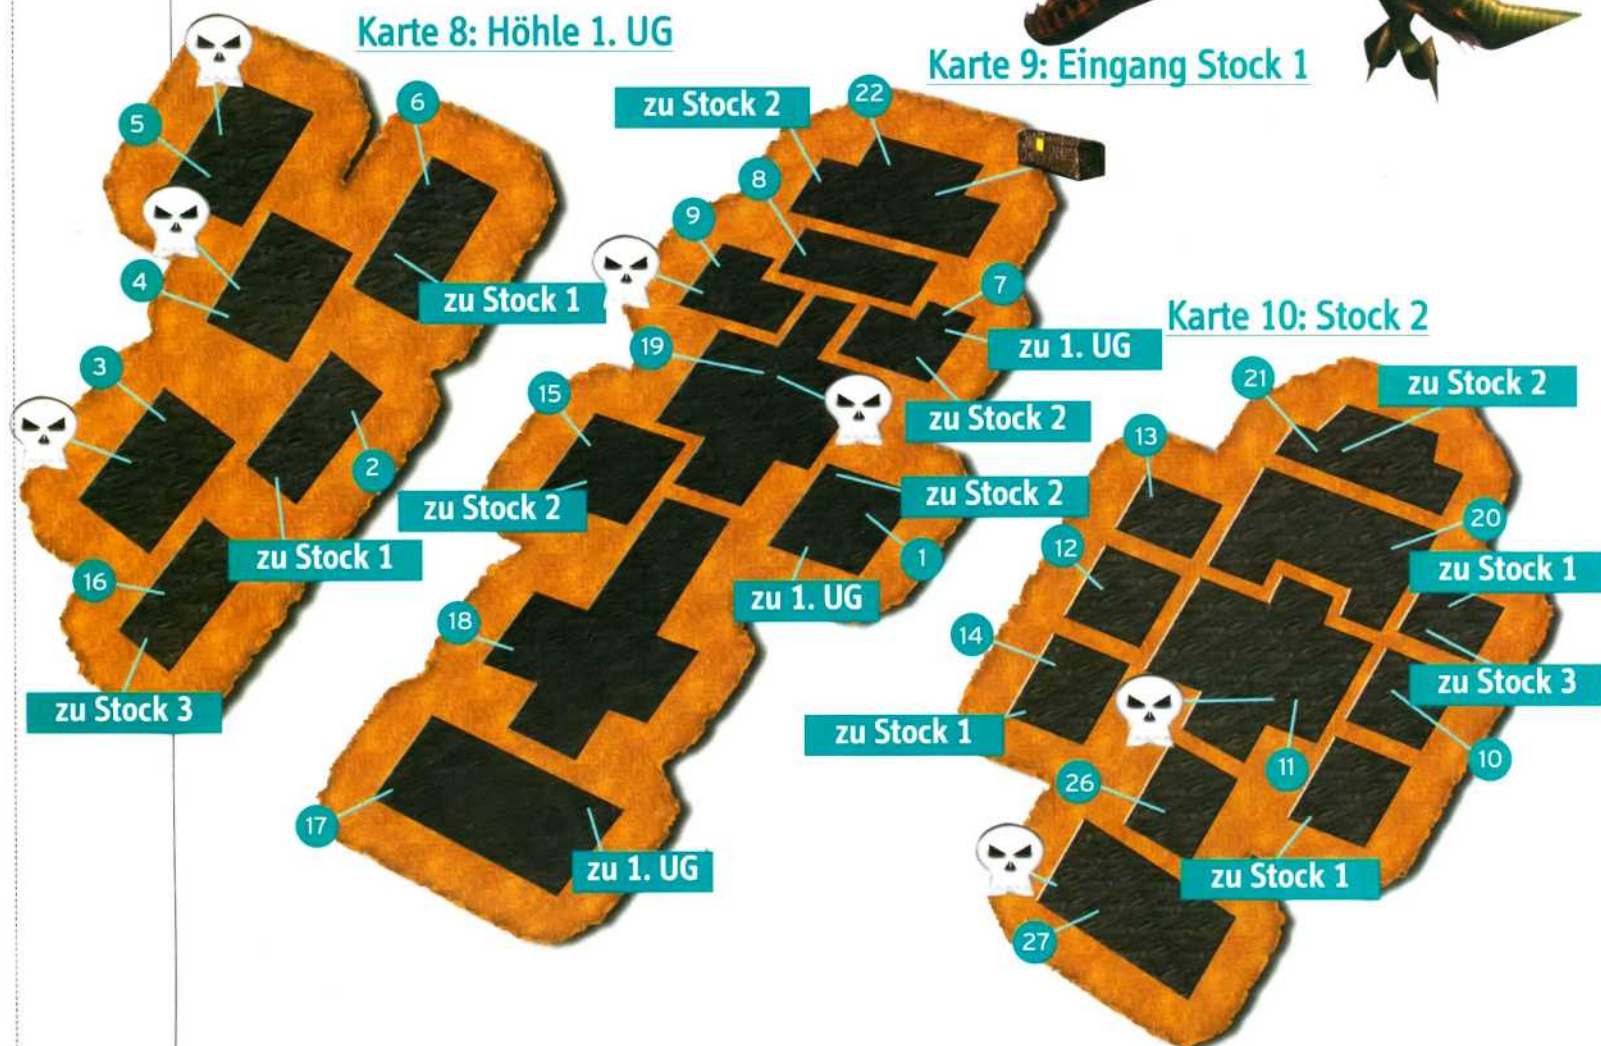 Karte 8: Höhle 1. UG
5
6
4
zu Stock 1
3
2
zu Stock 1
16
zu Stock 3
Karte 9: Eingang Stock 1
zu Stock 2
22
8
9
7
zu 1. UG
19
zu Stock 2
15
zu Stock 2
zu Stock 2
1
zu 1. UG
18
17
zu 1. UG
Karte 10: Stock 2
21
zu Stock 2
13
20
12
zu Stock 1
14
zu Stock 3
zu Stock 1
10
11
26
zu Stock 1
27